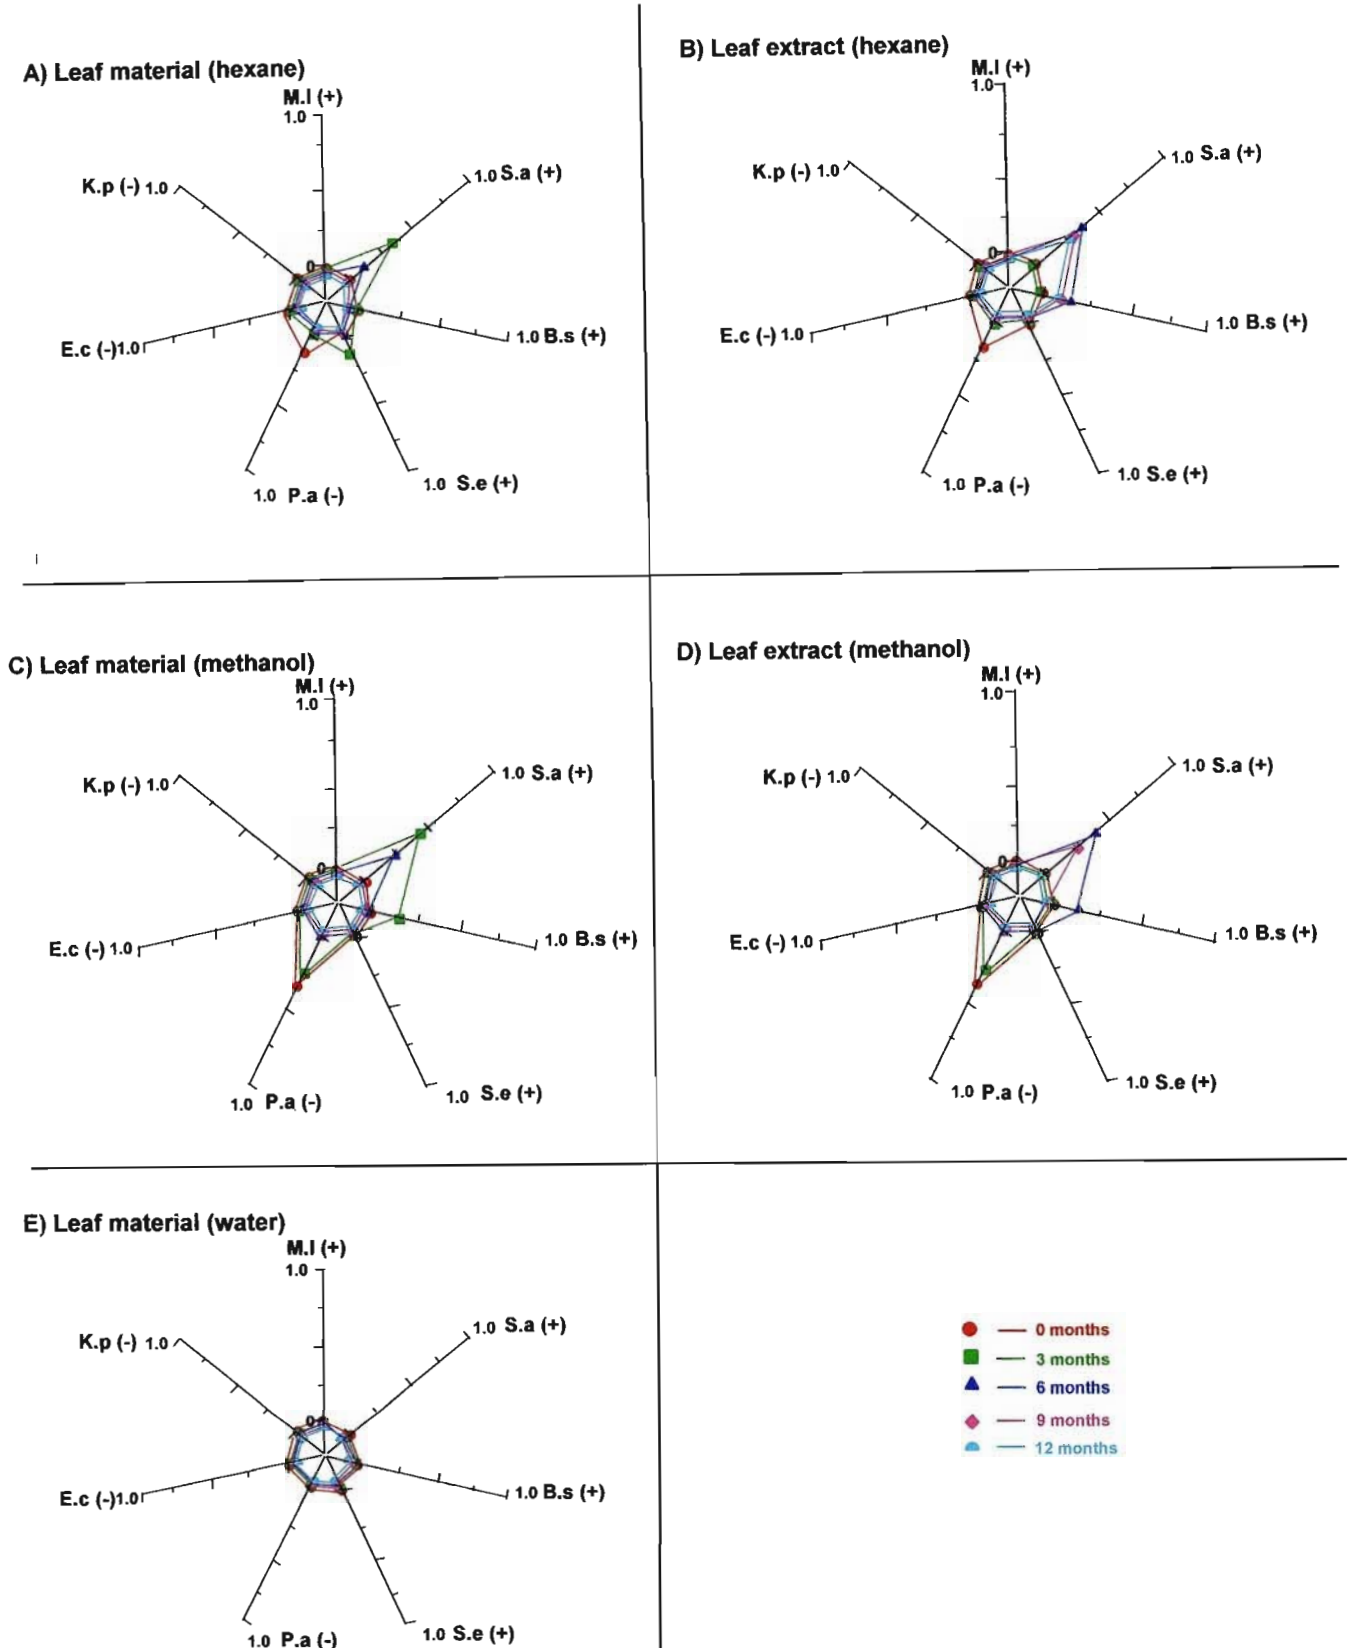 A) Leaf material (hexane)
M.l (+)
1.0
K.p (-) 1.0
1.0 S.a (+)
0
E.c (-)1.0
1.0 B.s (+)
1.0 P.a (-)
1.0 S.e (+)
B) Leaf extract (hexane)
M.l (+)
1.0
K.p (-) 1.0
1.0 S.a (+)
0
E.c (-) 1.0
1.0 B.s (+)
1.0 P.a (-)
1.0 S.e (+)
C) Leaf material (methanol)
M.l (+)
1.0
K.p (-) 1.0
1.0 S.a (+)
0
E.c (-) 1.0
1.0 B.s (+)
1.0 P.a (-)
1.0 S.e (+)
D) Leaf extract (methanol)
M.l (+)
1.0
K.p (-) 1.0
1.0 S.a (+)
0
E.c (-) 1.0
1.0 B.s (+)
1.0 P.a (-)
1.0 S.e (+)
E) Leaf material (water)
M.l (+)
1.0
K.p (-) 1.0
1.0 S.a (+)
0
E.c (-)1.0
1.0 B.s (+)
1.0 P.a (-)
1.0 S.e (+)
0 months
3 months
6 months
9 months
12 months